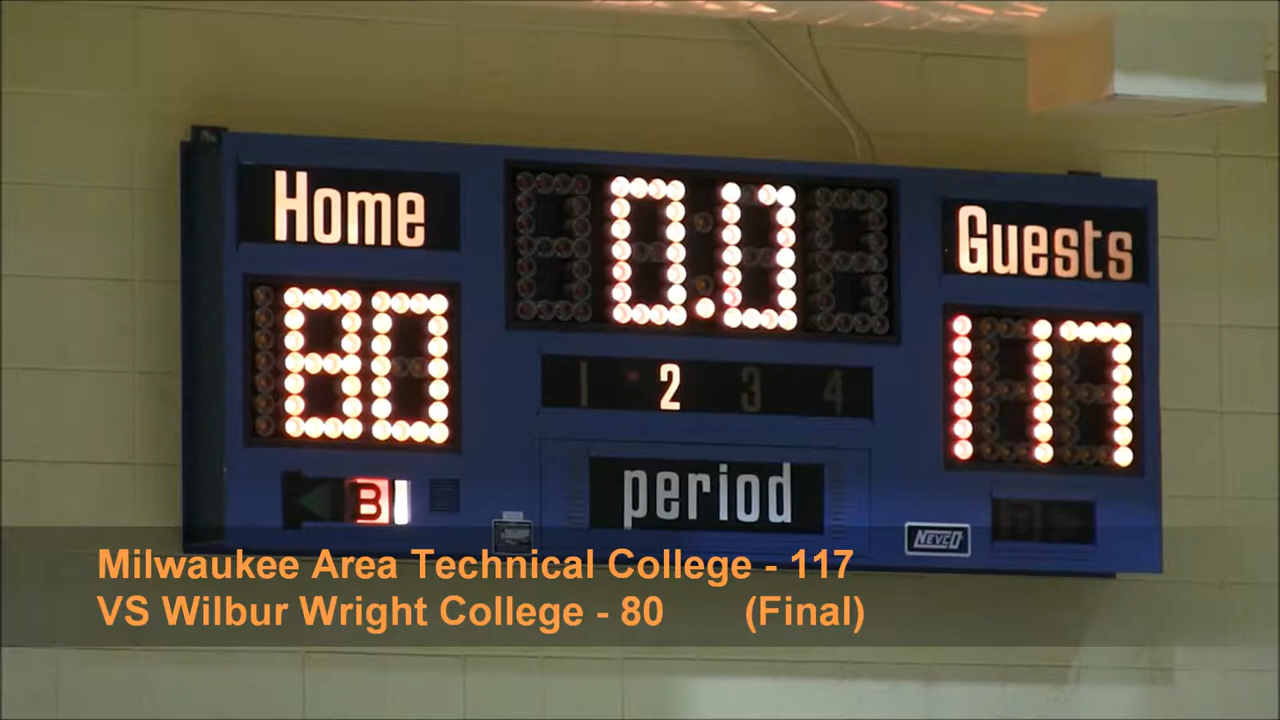 Home
0.0
Guests
80
117
1 2 3 4
B
period
NEVCO
Milwaukee Area Technical College - 117
VS Wilbur Wright College - 80 (Final)